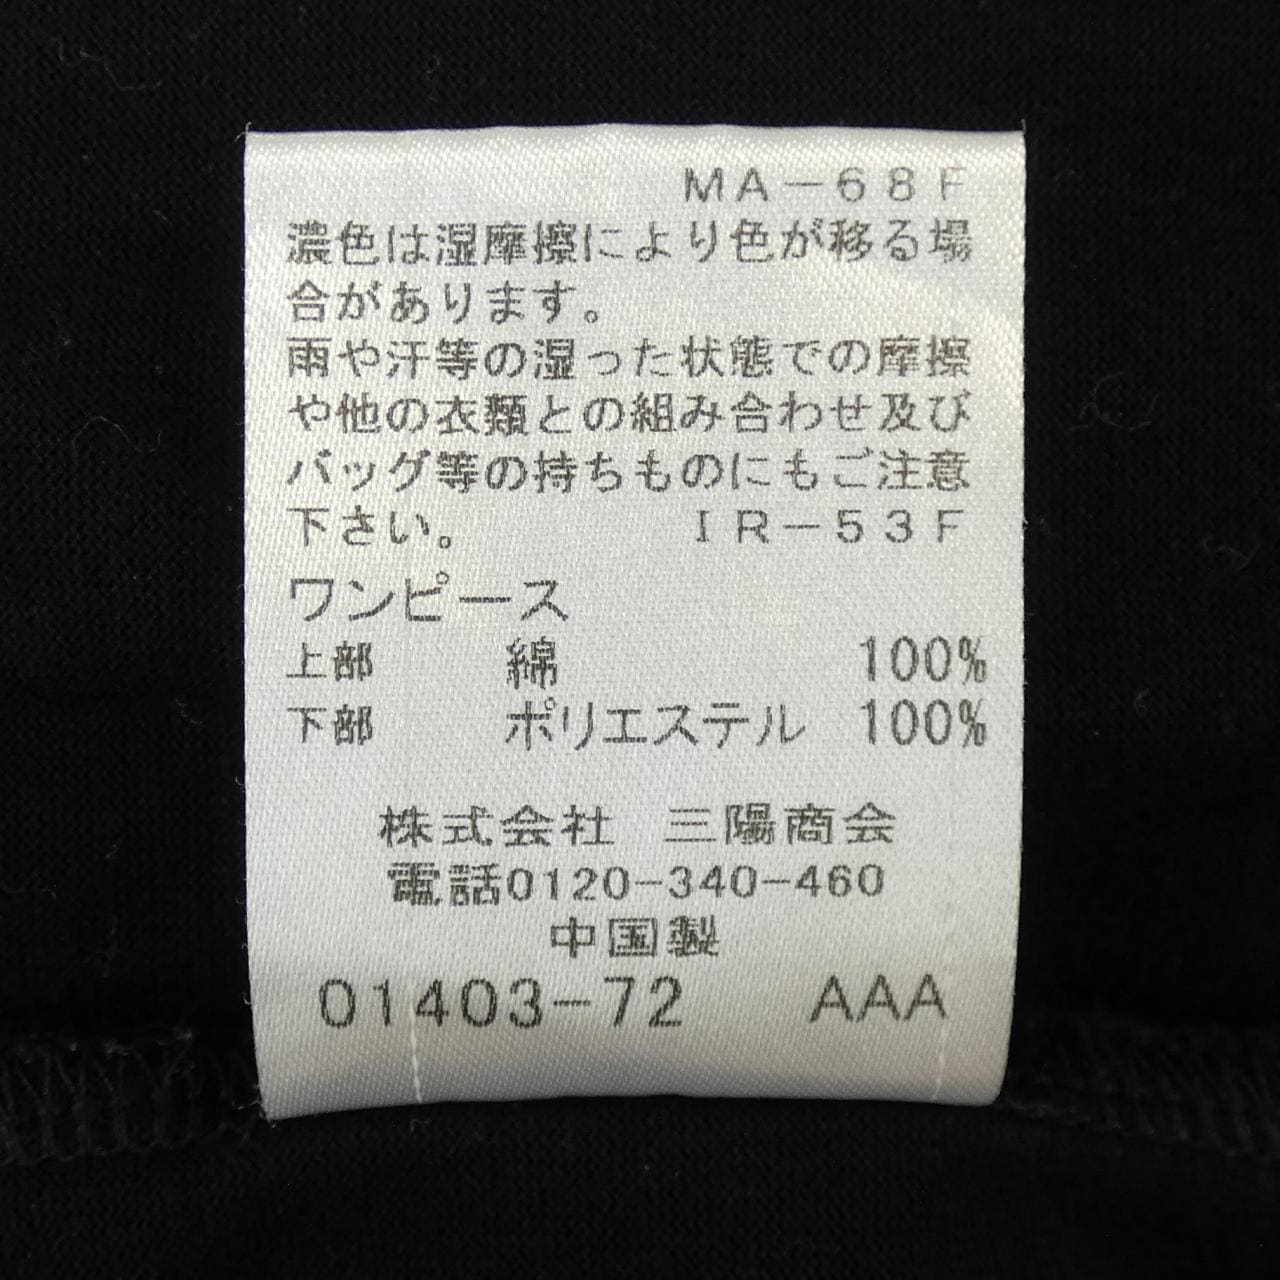 MA－68F
濃色は湿摩擦により色が移る場
合があります。
雨や汗等の湿った状態での摩擦
や他の衣類との組み合わせ及び
バッグ等の持ちものにもご注意
下さい。 IR－53F
ワンピース
上部 綿 100%
下部 ポリエステル 100%
株式会社 三陽商会
電話0120-340-460
中国製
01403-72 AAA